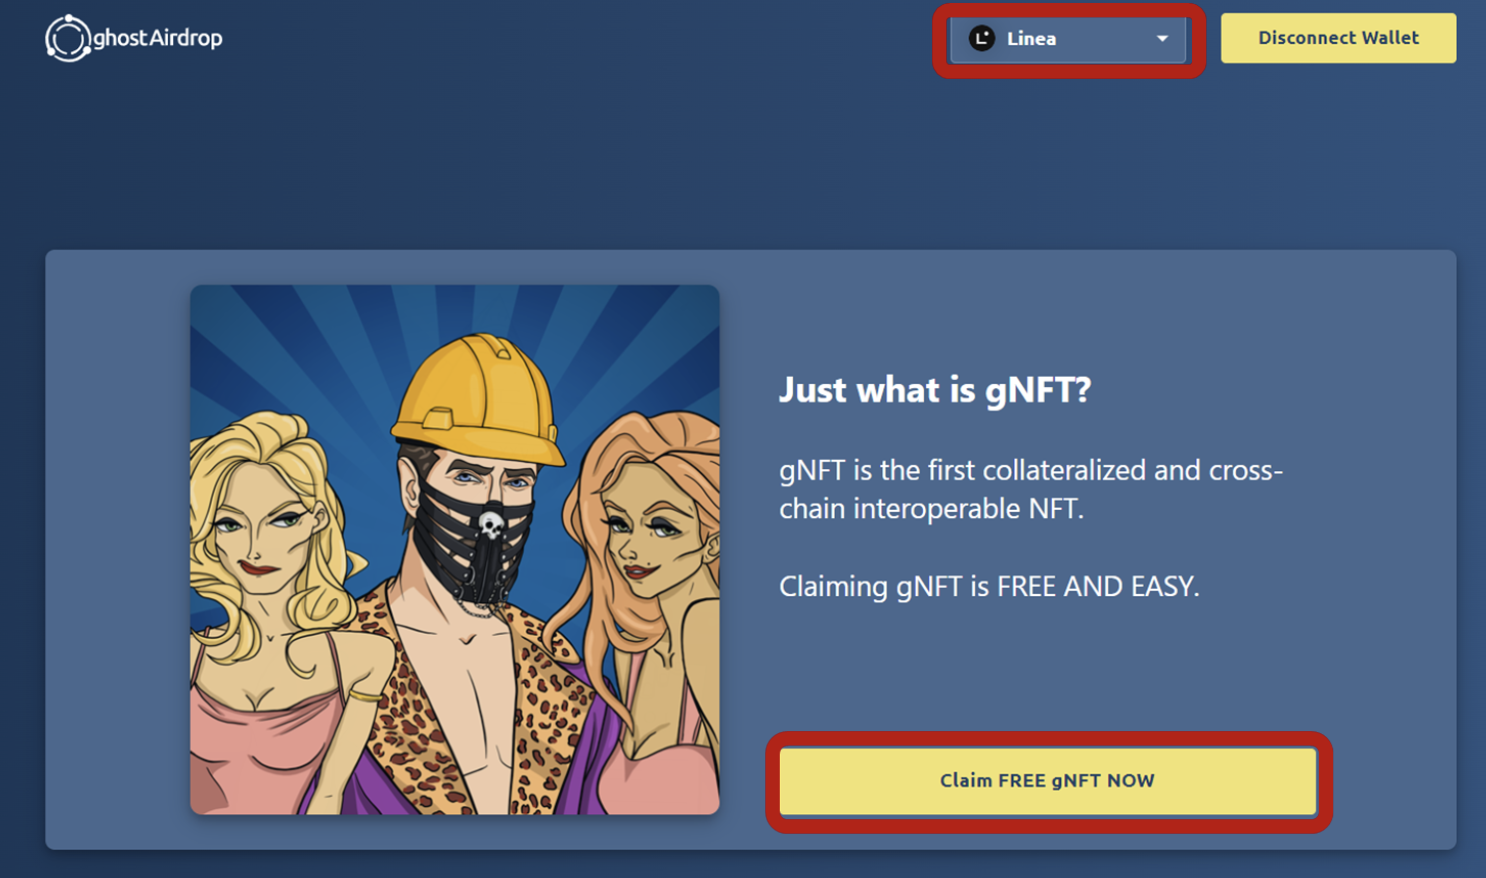 ghostAirdrop
Linea
Disconnect Wallet
Just what is gNFT?
gNFT is the first collateralized and cross-
chain interoperable NFT.
Claiming gNFT is FREE AND EASY.
Claim FREE gNFT NOW